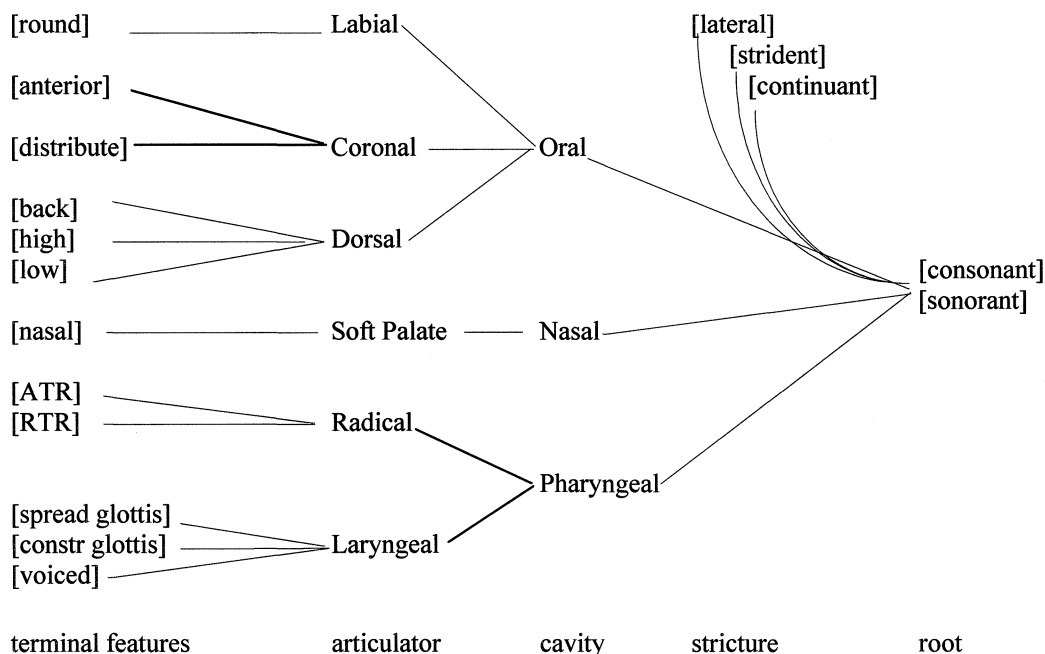 [round] Labial [lateral]
[strident]
[anterior] [continuant]
[distribute] Coronal Oral
[back]
[high] Dorsal
[low] [consonant]
[sonorant]
[nasal] Soft Palate Nasal
[ATR]
[RTR] Radical
Pharyngeal
[spread glottis]
[constr glottis] Laryngeal
[voiced]
terminal features articulator cavity stricture root